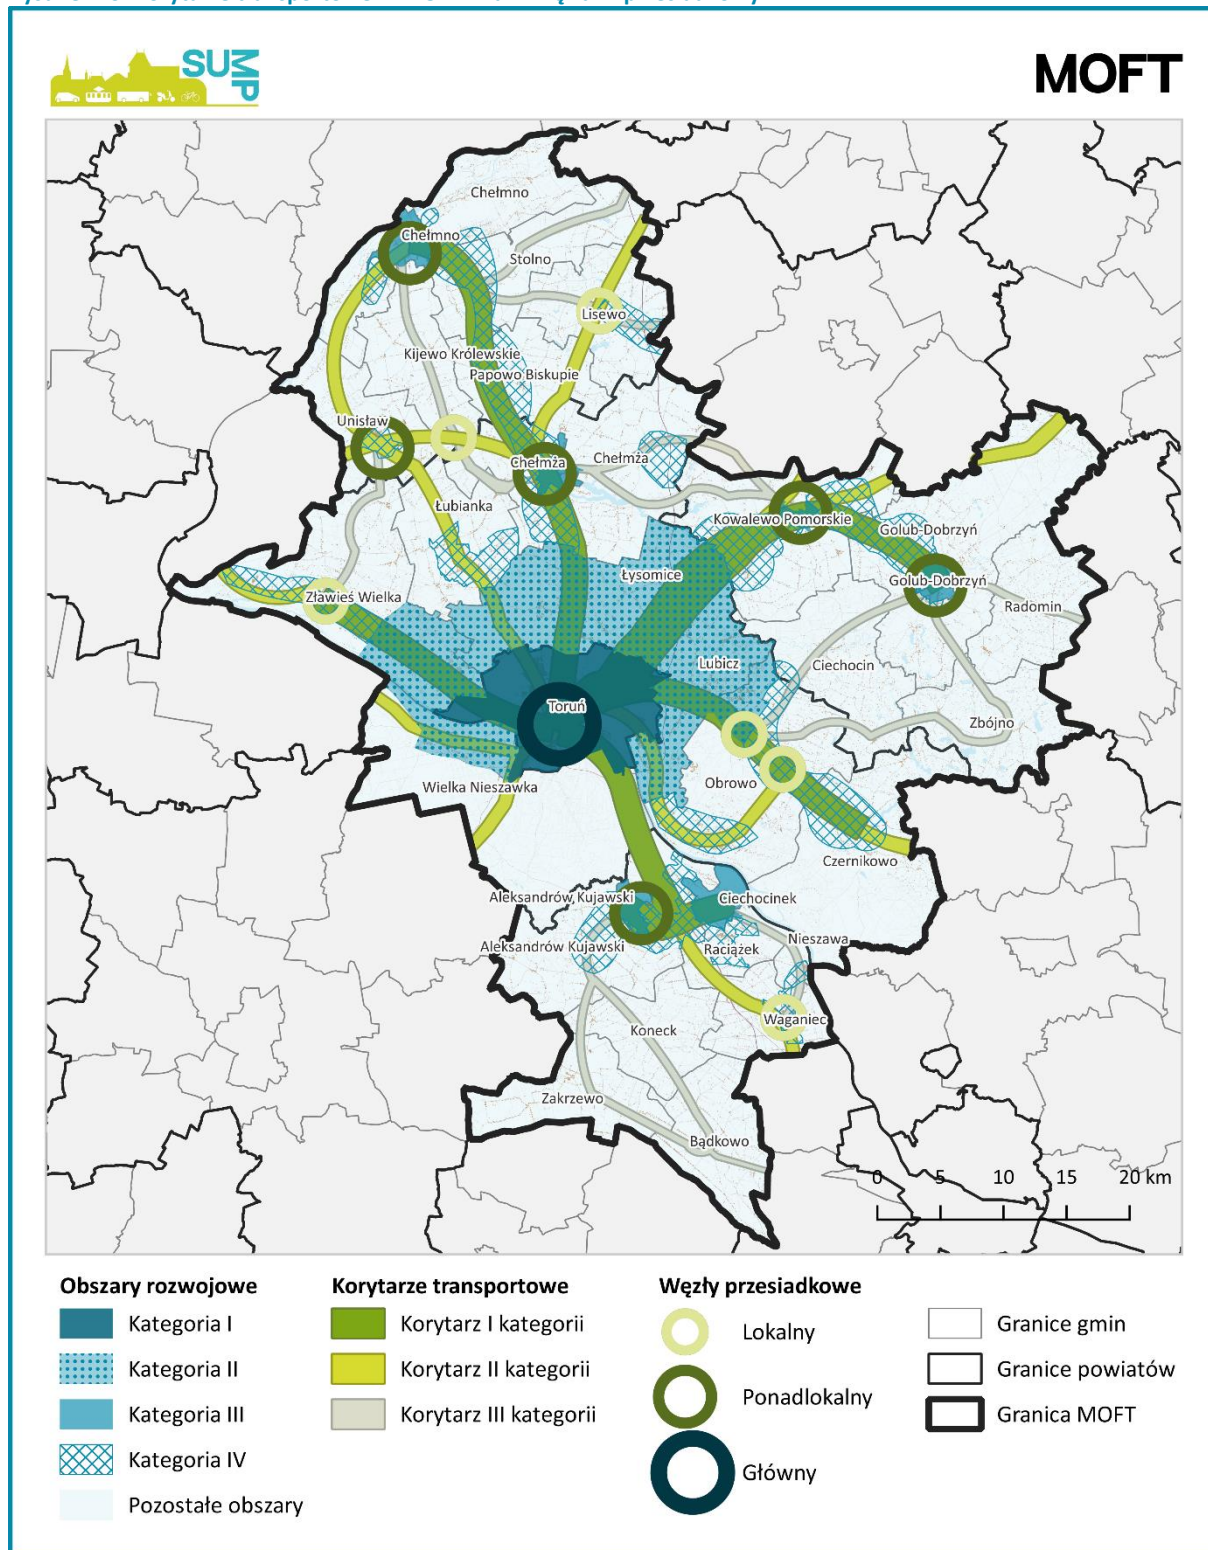 SUMP
MOFT
Chełmno
Chełmno
Stolno
Lisewo
Kijewo Królewskie
Papowo Biskupie
Unisław
Chełmża
Chełmża
Łubianka
Kowalewo Pomorskie
Golub-Dobrzyń
Łysomice
Golub-Dobrzyń
Zławieś Wielka
Radomin
Lubicz
Ciechocin
Toruń
Zbójno
Wielka Nieszawka
Obrowo
Czernikowo
Aleksandrów Kujawski
Ciechocinek
Aleksandrów Kujawski
Raciążek
Nieszawa
Waganiec
Koneck
Zakrzewo
Bądkowo
0 5 10 15 20 km
Obszary rozwojowe
Kategoria I
Kategoria II
Kategoria III
Kategoria IV
Pozostałe obszary
Korytarze transportowe
Korytarz I kategorii
Korytarz II kategorii
Korytarz III kategorii
Węzły przesiadkowe
Lokalny
Ponadlokalny
Główny
Granice gmin
Granice powiatów
Granica MOFT